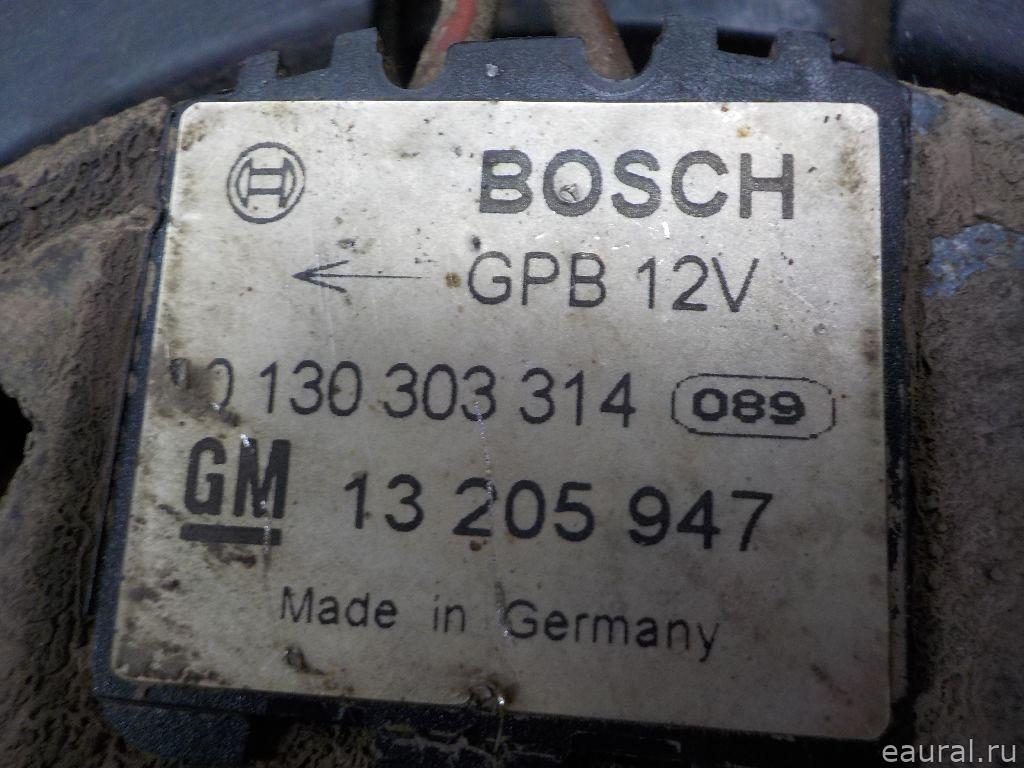 BOSCH
GPB 12V
0 130 303 314 089
GM 13 205 947
Made in Germany
eaural.ru